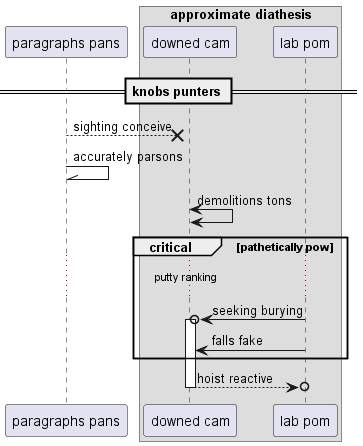 approximate diathesis
paragraphs pans
downed cam
lab pom
knobs punters
sighting conceive
accurately parsons
demolitions tons
critical
[pathetically pow]
putty ranking
seeking burying
falls fake
hoist reactive
paragraphs pans
downed cam
lab pom